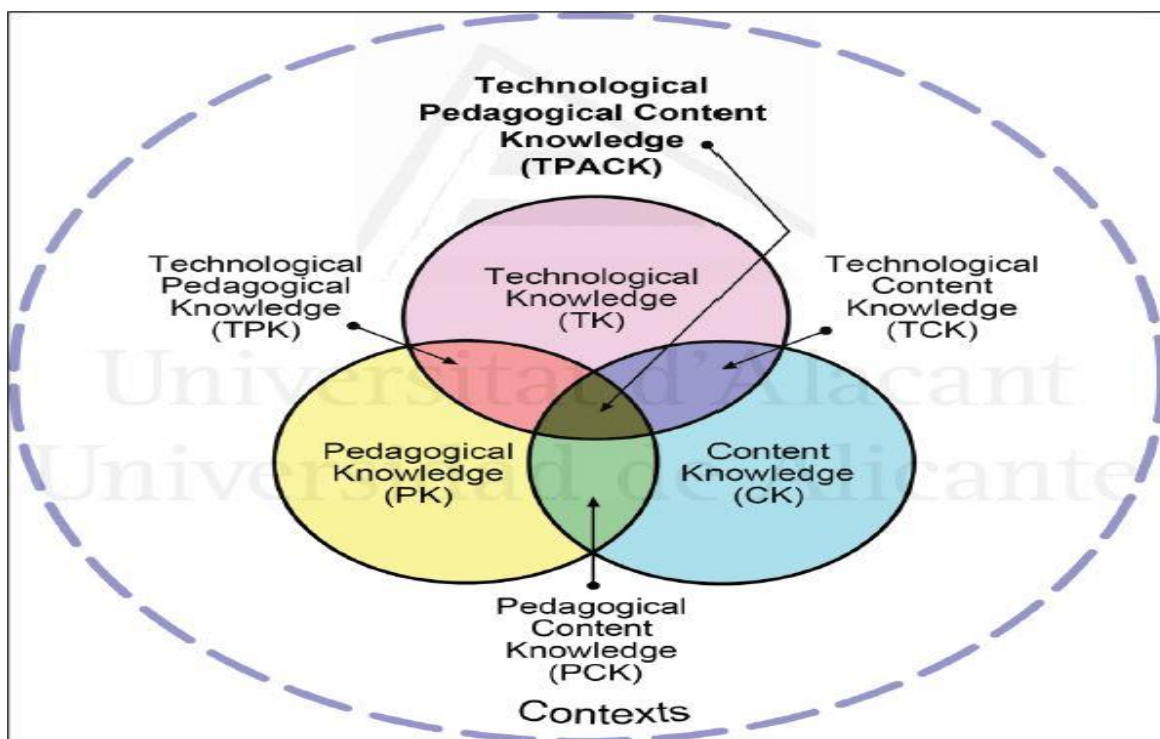 Technological
Pedagogical Content
Knowledge
(TPACK)
Technological
Pedagogical
Knowledge
(TPK)
Technological
Knowledge
(TK)
Technological
Content
Knowledge
(TCK)
Universitat d'Alacant
Universidad de Alicante
Pedagogical
Knowledge
(PK)
Content
Knowledge
(CK)
Pedagogical
Content
Knowledge
(PCK)
Contexts